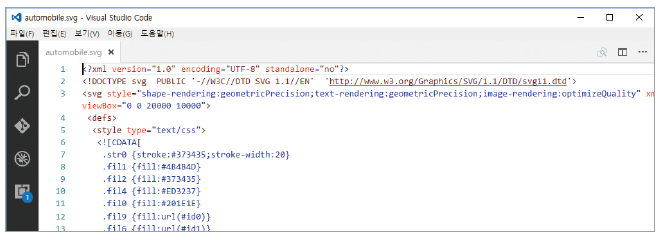 automobile.svg - Visual Studio Code
파일(F) 편집(E) 보기(V) 이동(G) 도움말(H)
automobile.svg
1 <?xml version="1.0" encoding="UTF-8" standalone="no"?>
2 <!DOCTYPE svg PUBLIC '-//W3C//DTD SVG 1.1//EN' 'http://www.w3.org/Graphics/SVG/1.1/DTD/svg11.dtd'>
3 <svg style="shape-rendering:geometricPrecision;text-rendering:geometricPrecision;image-rendering:optimizeQuality" xm
viewBox="0 0 20000 10000">
4 <defs>
5 <style type="text/css">
6 <![CDATA[
7 .str0 {stroke:#373435;stroke-width:20}
8 .fil1 {fill:#4B4B4D}
9 .fil2 {fill:#373435}
10 .fil4 {fill:#ED3237}
11 .fil0 {fill:#201E1E}
12 .fil9 {fill:url(#id0)}
13 .fil6 {fill:url(#id1)}
1